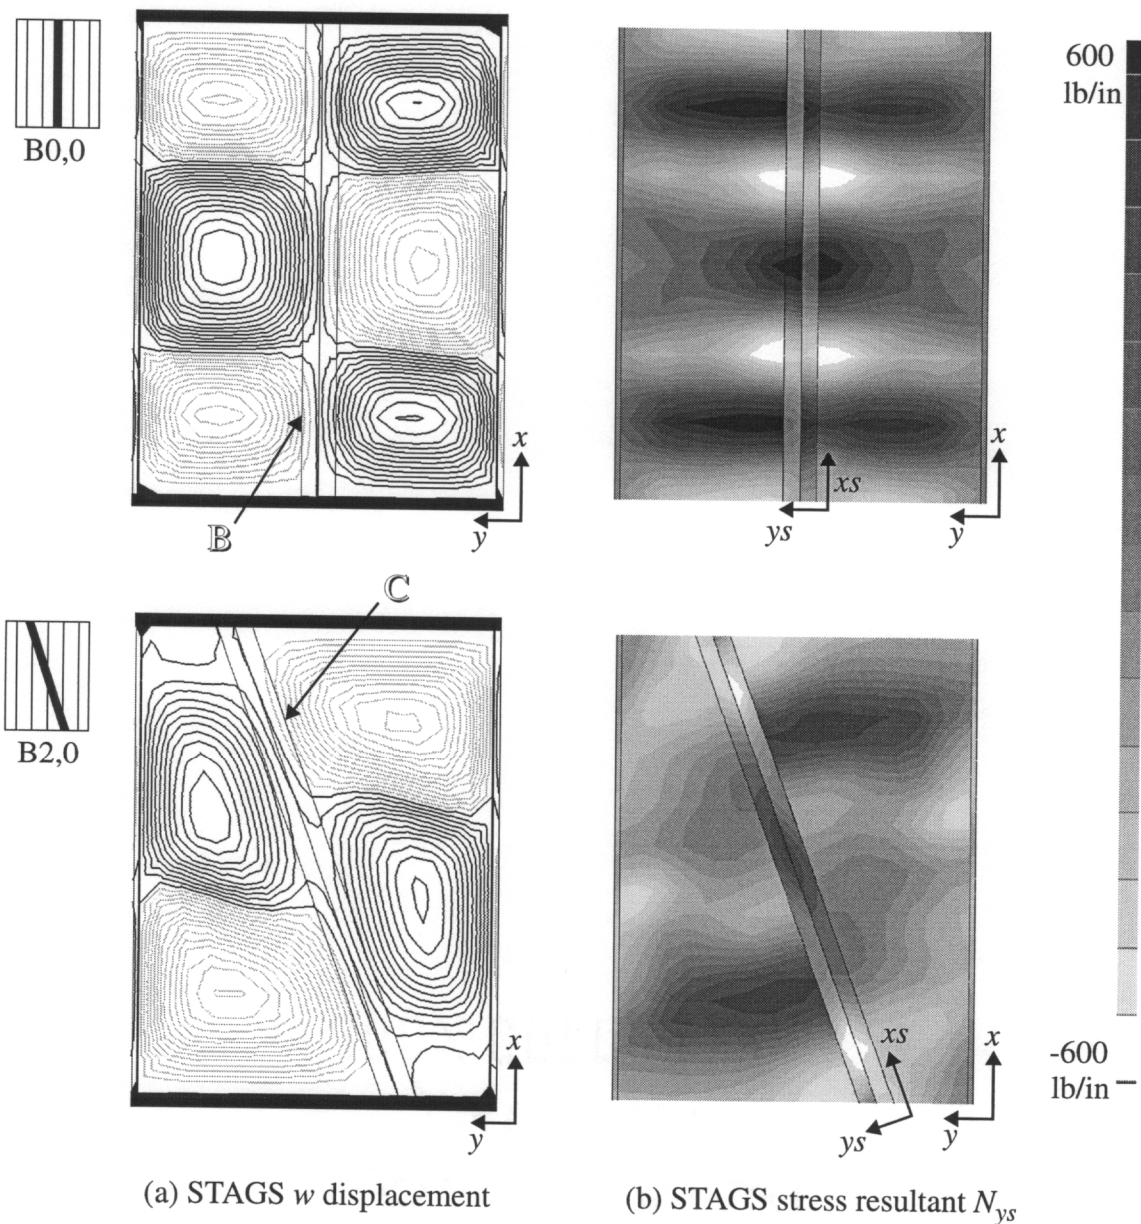 B0,0
x
y
B
xs
ys
x
y
600
lb/in
C
B2,0
x
y
xs
ys
x
y
-600
lb/in
(a) STAGS w displacement
(b) STAGS stress resultant Nys